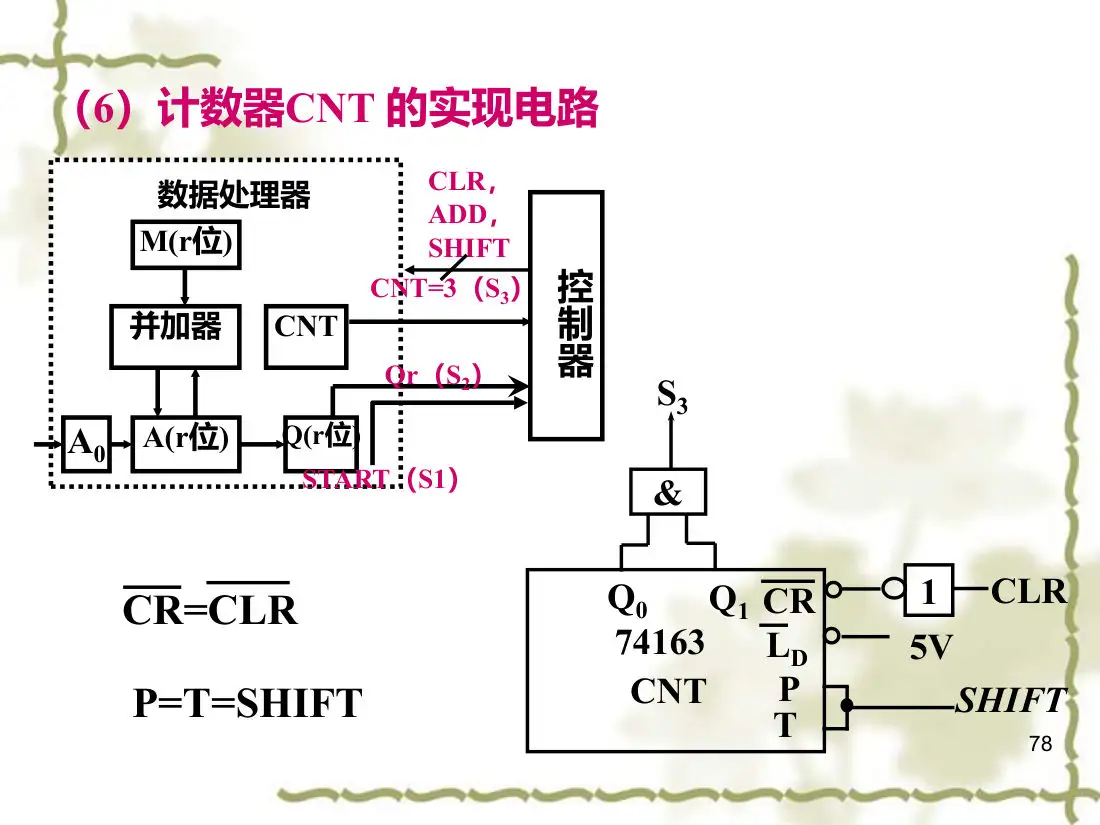 （6）计数器CNT 的实现电路
数据处理器
M(r位)
并加器
CNT
A0
A(r位)
Q(r位)
CLR，
ADD，
SHIFT
CNT=3（S3）
Qr（S2）
START（S1）
控制器
S3
&
Q0
Q1
CR
74163
LD
CNT
P
T
1
CLR
5V
SHIFT
CR=CLR
P=T=SHIFT
78